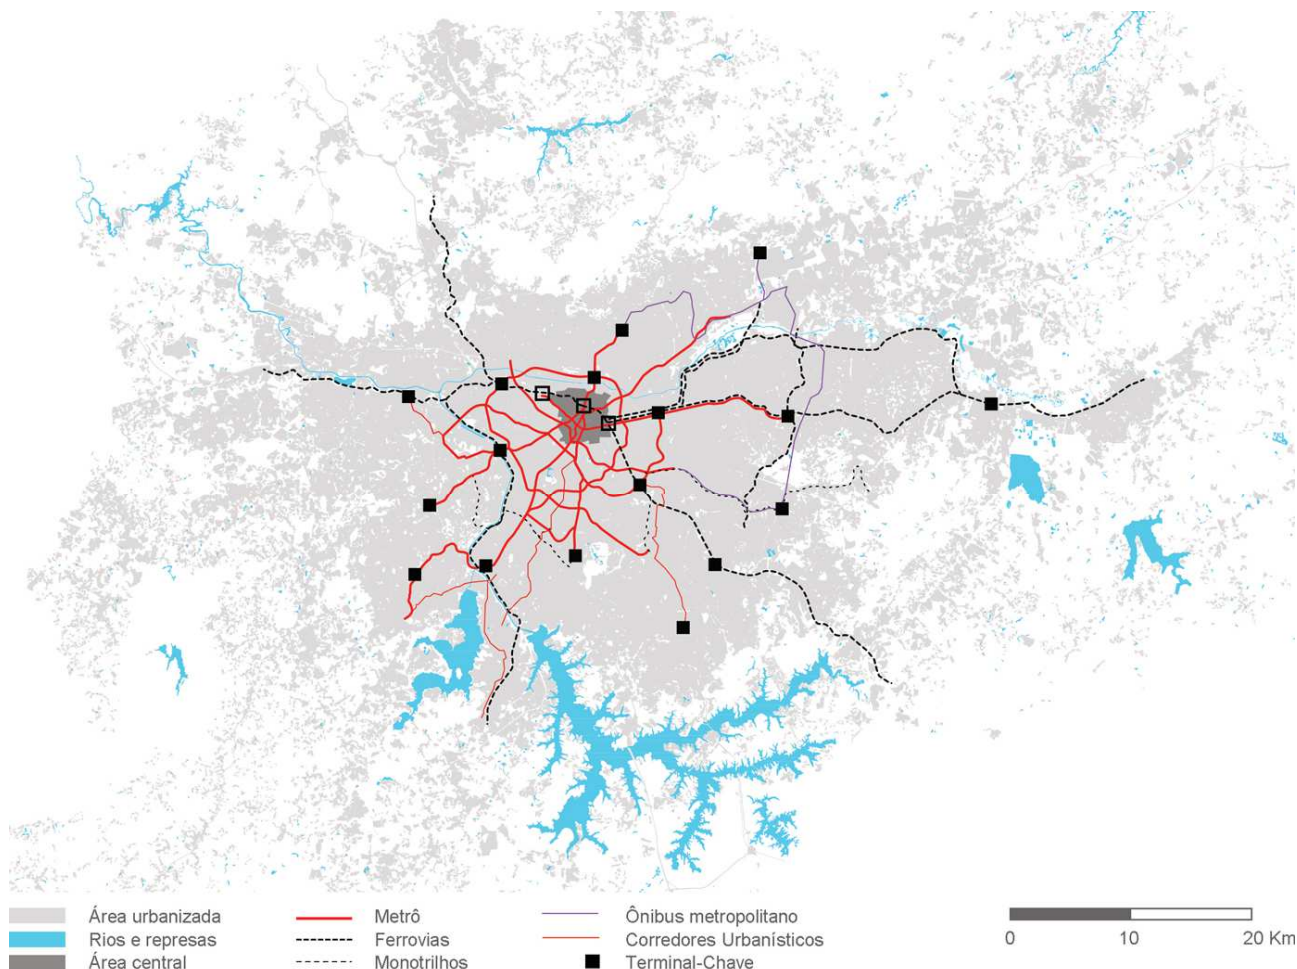 Área urbanizada
Rios e represas
Área central
Metrô
Ferrovias
Monotrilhos
Ônibus metropolitano
Corredores Urbanísticos
Terminal-Chave
0 10 20 Km